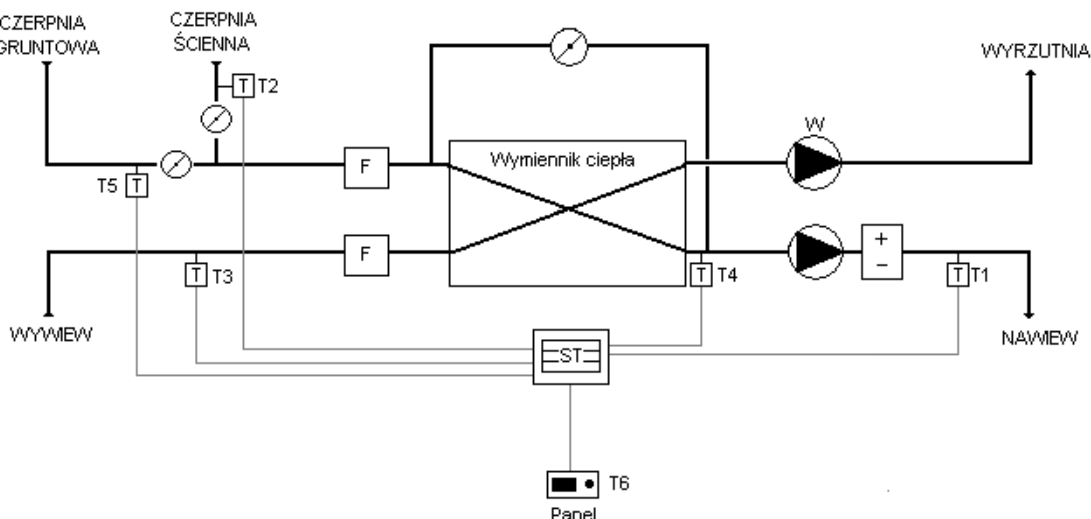 CZERPNIA
GRUNTOWA
CZERPNIA
ŚCIENNA
WYRZUTNIA
T T2
W
F
Wymiennik ciepła
T5 T
+
-
F
T T3
T T4
T T1
WYWIEW
NAWIEW
ST
T6
Panel